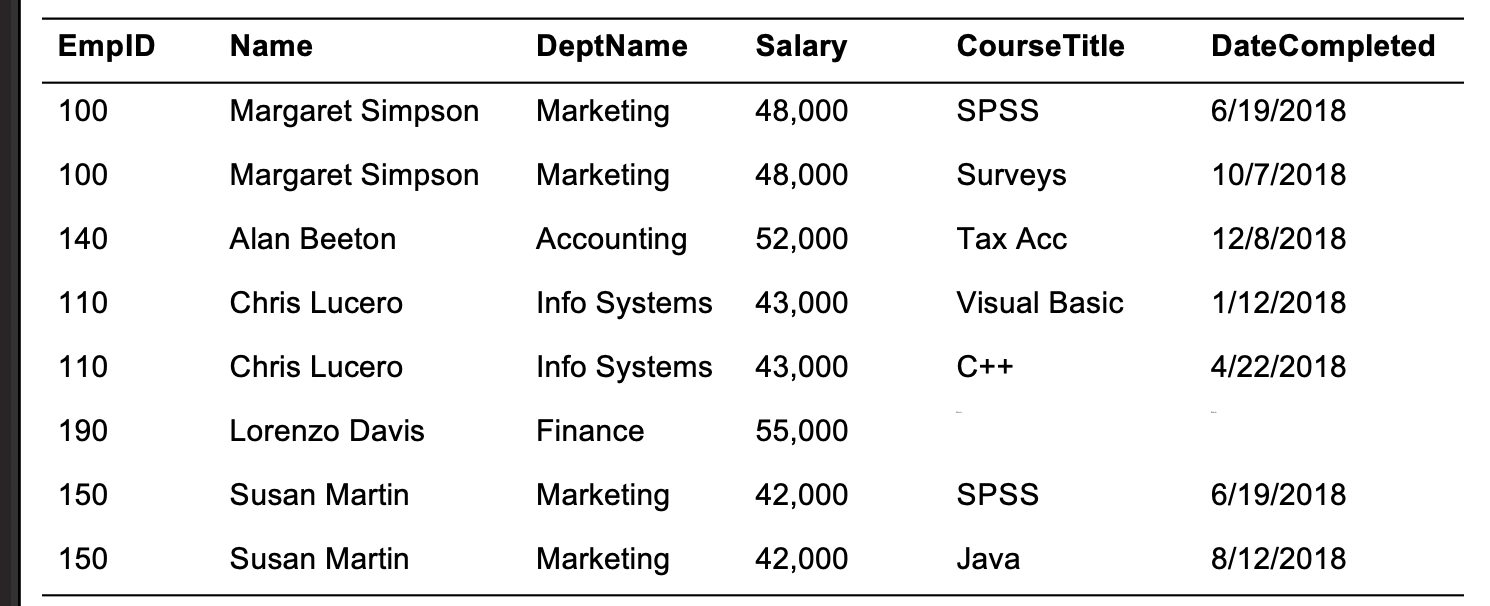 EmpID Name DeptName Salary CourseTitle DateCompleted
100 Margaret Simpson Marketing 48,000 SPSS 6/19/2018
100 Margaret Simpson Marketing 48,000 Surveys 10/7/2018
140 Alan Beeton Accounting 52,000 Tax Acc 12/8/2018
110 Chris Lucero Info Systems 43,000 Visual Basic 1/12/2018
110 Chris Lucero Info Systems 43,000 C++ 4/22/2018
190 Lorenzo Davis Finance 55,000
150 Susan Martin Marketing 42,000 SPSS 6/19/2018
150 Susan Martin Marketing 42,000 Java 8/12/2018